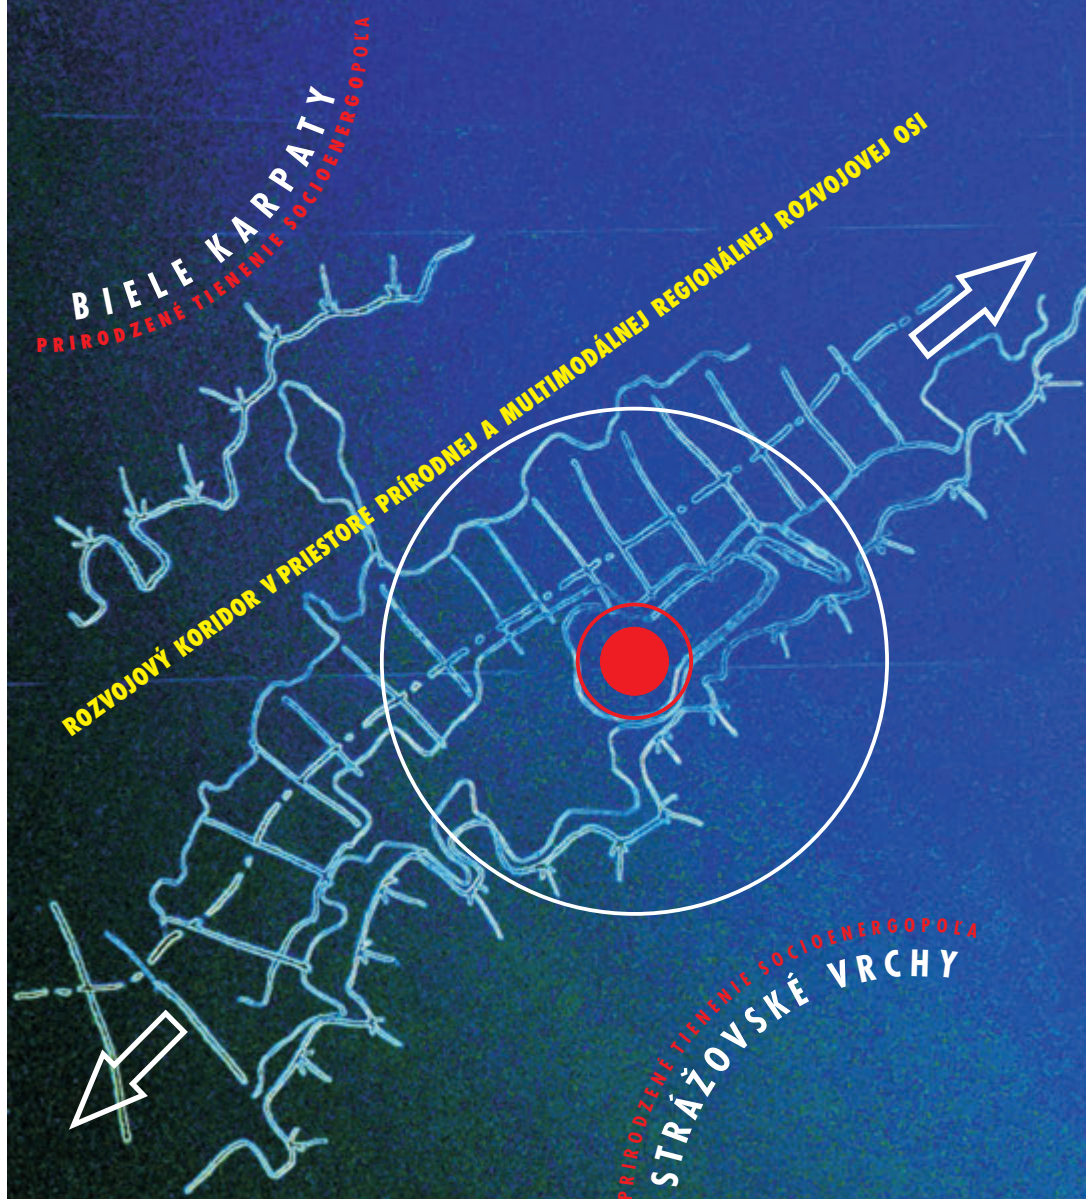 BIELE KARPATY
PRIRODZENÉ TIENENIE SOCIOENERGOPOĽA
ROZVOJOVÝ KORIDOR V PRIESTORE PRÍRODNEJ A MULTIMODÁLNEJ REGIONÁLNEJ ROZVOJOVEJ OSI
PRIRODZENÉ TIENENIE SOCIOENERGOPOĽA
STRÁŽOVSKÉ VRCHY